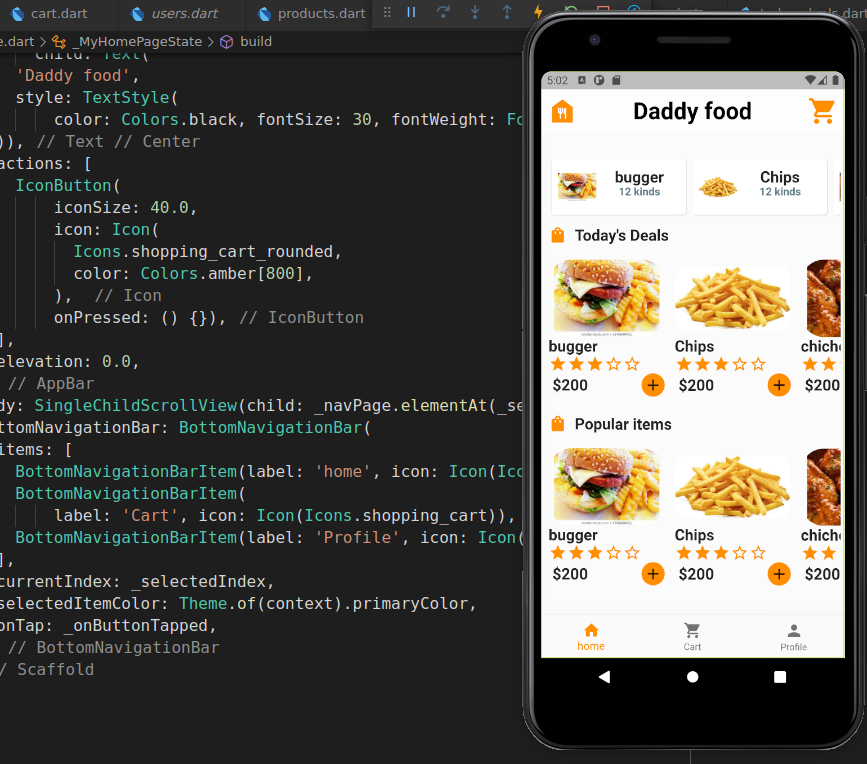 cart.dart
users.dart
products.dart
e.dart > _MyHomePageState > build
child: Text(
'Daddy food',
style: TextStyle(
color: Colors.black, fontSize: 30, fontWeight: Fo
)), // Text // Center
actions: [
IconButton(
iconSize: 40.0,
icon: Icon(
Icons.shopping_cart_rounded,
color: Colors.amber[800],
), // Icon
onPressed: () {}), // IconButton
],
elevation: 0.0,
// AppBar
dy: SingleChildScrollView(child: _navPage.elementAt(_se
ttomNavigationBar: BottomNavigationBar(
items: [
BottomNavigationBarItem(label: 'home', icon: Icon(Ico
BottomNavigationBarItem(
label: 'Cart', icon: Icon(Icons.shopping_cart)),
BottomNavigationBarItem(label: 'Profile', icon: Icon(
],
currentIndex: _selectedIndex,
selectedItemColor: Theme.of(context).primaryColor,
onTap: _onButtonTapped,
// BottomNavigationBar
/ Scaffold
5:02
Daddy food
bugger
12 kinds
Chips
12 kinds
Today's Deals
bugger
Chips
chich
$200
$200
$200
Popular items
bugger
Chips
chich
$200
$200
$200
home
Cart
Profile